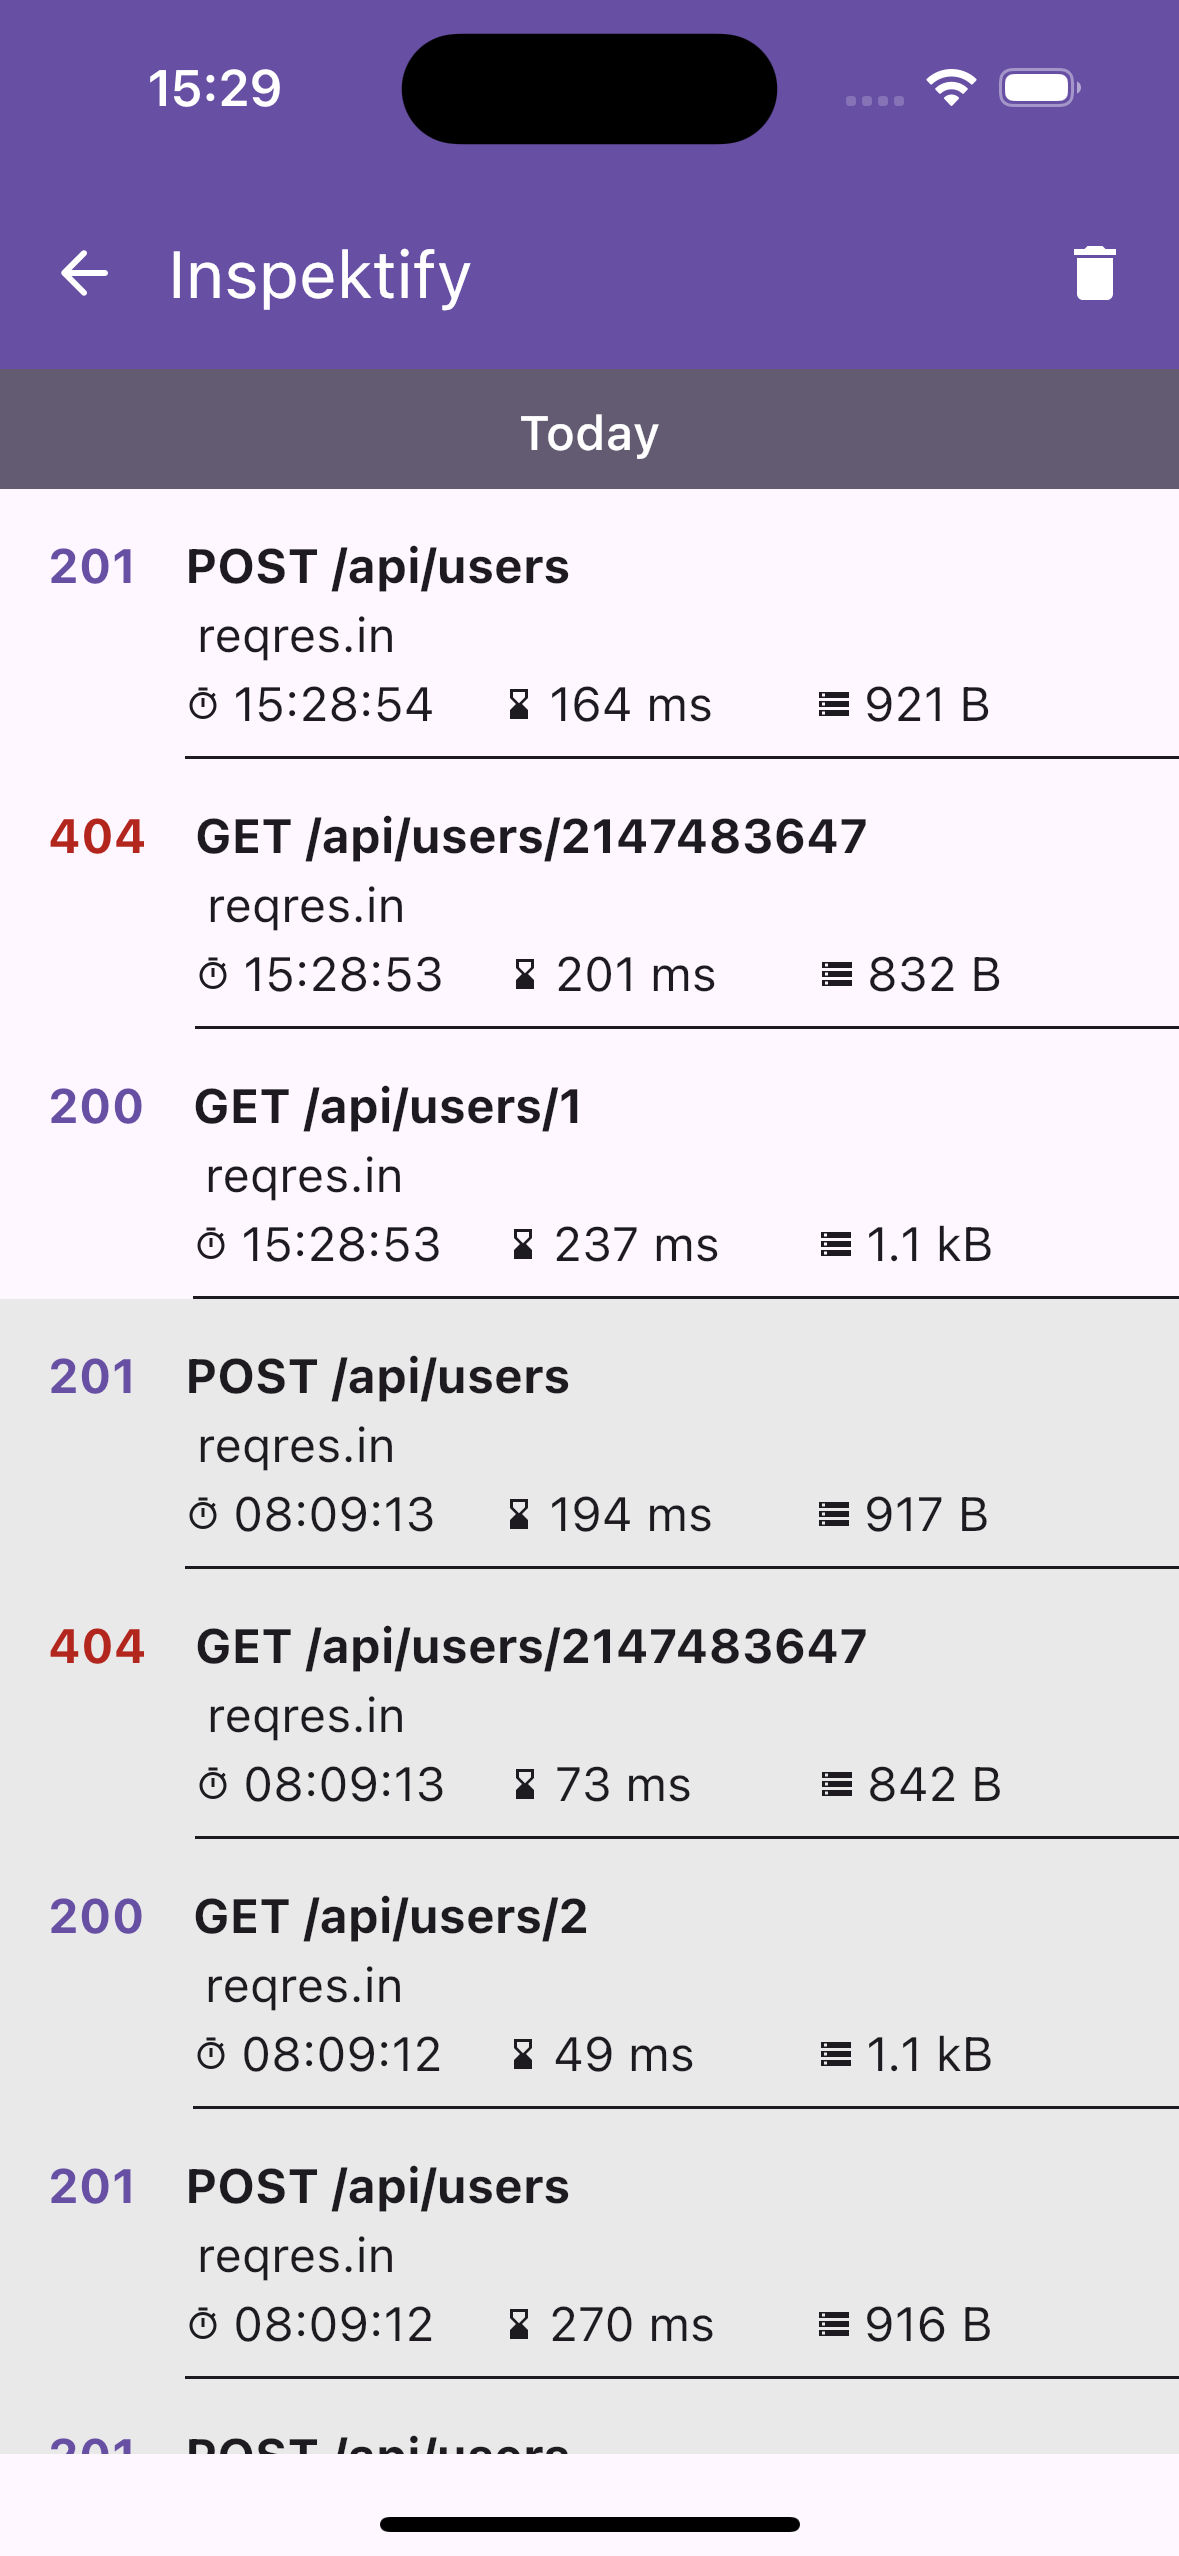 15:29
Inspektify
Today
201 POST /api/users
reqres.in
15:28:54 164 ms 921 B
404 GET /api/users/2147483647
reqres.in
15:28:53 201 ms 832 B
200 GET /api/users/1
reqres.in
15:28:53 237 ms 1.1 kB
201 POST /api/users
reqres.in
08:09:13 194 ms 917 B
404 GET /api/users/2147483647
reqres.in
08:09:13 73 ms 842 B
200 GET /api/users/2
reqres.in
08:09:12 49 ms 1.1 kB
201 POST /api/users
reqres.in
08:09:12 270 ms 916 B
201 POST /api/users